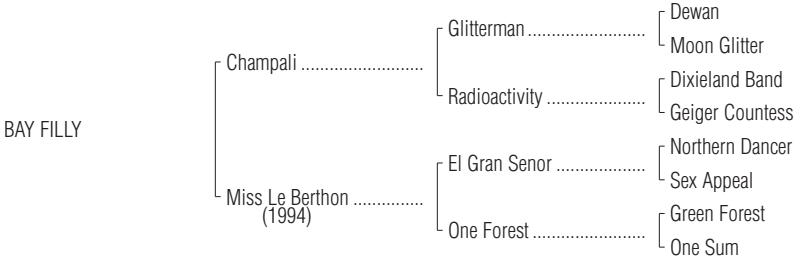 Dewan
Glitterman ..........................
Moon Glitter
Champali ...........................
Dixieland Band
Radioactivity ......................
Geiger Countess
BAY FILLY
Northern Dancer
El Gran Senor ....................
Sex Appeal
Miss Le Berthon ...............
(1994)
Green Forest
One Forest .........................
One Sum